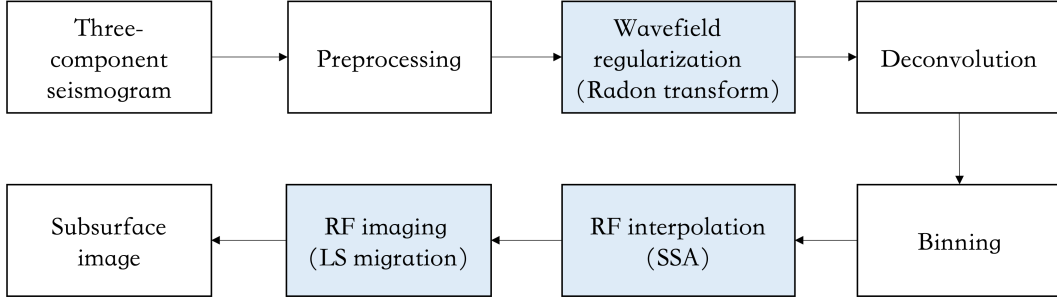 Three-
component
seismogram
Preprocessing
Wavefield
regularization
(Radon transform)
Deconvolution
Subsurface
image
RF imaging
(LS migration)
RF interpolation
(SSA)
Binning